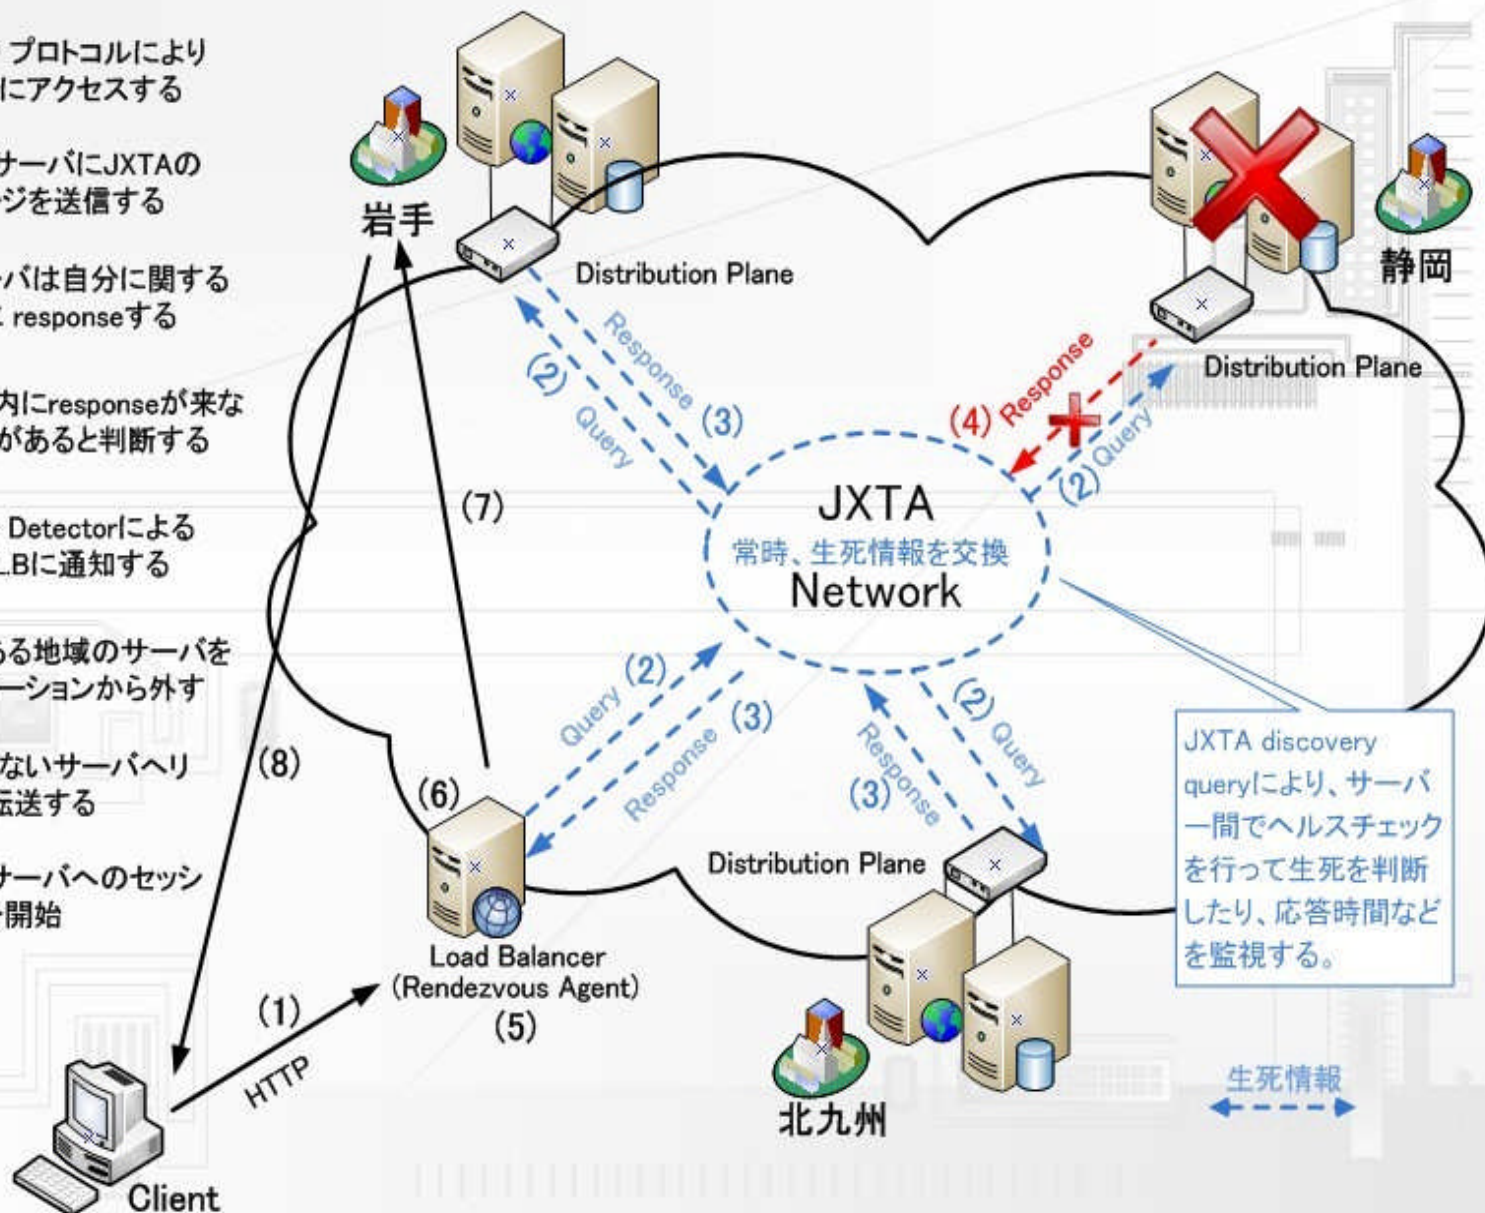 プロトコルにより
にアクセスする
サーバにJXTAの
ージを送信する
ーバは自分に関する
に responseする
内にresponseが来な
があると判断する
Detectorによる
L.Bに通知する
ある地域のサーバを
ーションから外す
ないサーバへリ
転送する
サーバへのセッシ
を開始
岩手
Distribution Plane
静岡
Distribution Plane
Response (3)
(2) Query
(4) Response
(2) Query
JXTA
常時、生死情報を交換
Network
(7)
(8)
Query (2)
Response (3)
(2) Query
Response
(3)
(6)
Load Balancer
(Rendezvous Agent)
(5)
(1)
HTTP
Client
Distribution Plane
北九州
JXTA discovery
queryにより、サーバ
ー間でヘルスチェック
を行って生死を判断
したり、応答時間など
を監視する。
生死情報